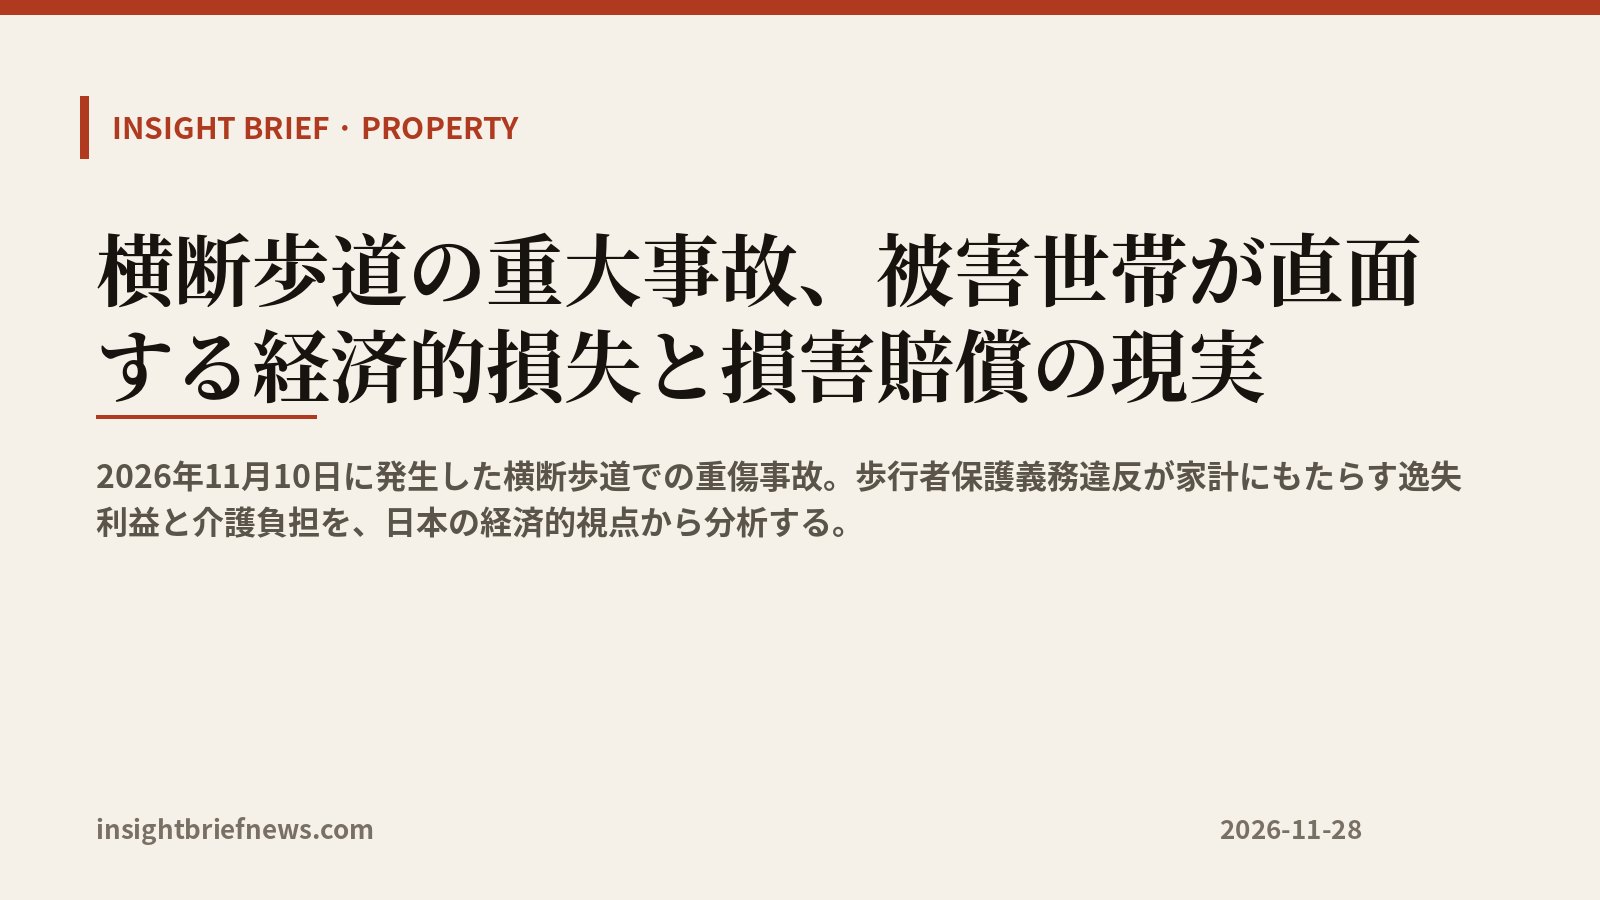 INSIGHT BRIEF · PROPERTY
横断歩道の重大事故、被害世帯が直面
する経済的損失と損害賠償の現実
2026年11月10日に発生した横断歩道での重傷事故。歩行者保護義務違反が家計にもたらす逸失
利益と介護負担を、日本の経済的視点から分析する。
insightbriefnews.com
2026-11-28